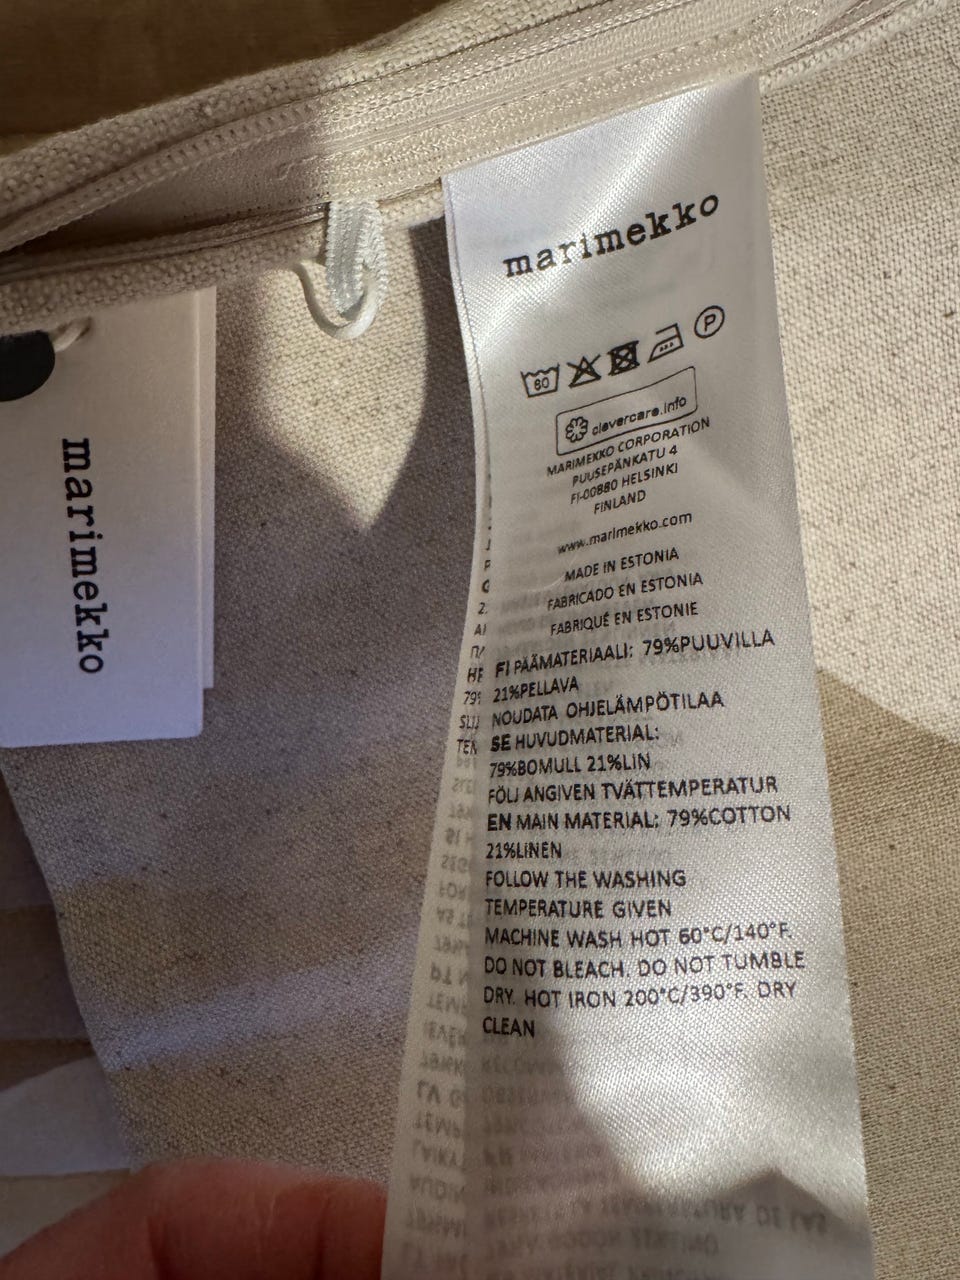 marimekko
60
P
clevercare.info
MARIMEKKO CORPORATION
PUUSEPÄNKATU 4
FI-00880 HELSINKI
FINLAND
www.marimekko.com
MADE IN ESTONIA
FABRICADO EN ESTONIA
FABRIQUÉ EN ESTONIE
FI PÄÄMATERIAALI: 79%PUUVILLA
21%PELLAVA
NOUDATA OHJELÄMPÖTILAA
SE HUVUDMATERIAL:
79%BOMULL 21%LIN
FÖLJ ANGIVEN TVÄTTEMPERATUR
EN MAIN MATERIAL: 79%COTTON
21%LINEN
FOLLOW THE WASHING
TEMPERATURE GIVEN
MACHINE WASH HOT 60°C/140°F.
DO NOT BLEACH. DO NOT TUMBLE
DRY. HOT IRON 200°C/390°F. DRY
CLEAN
marimekko